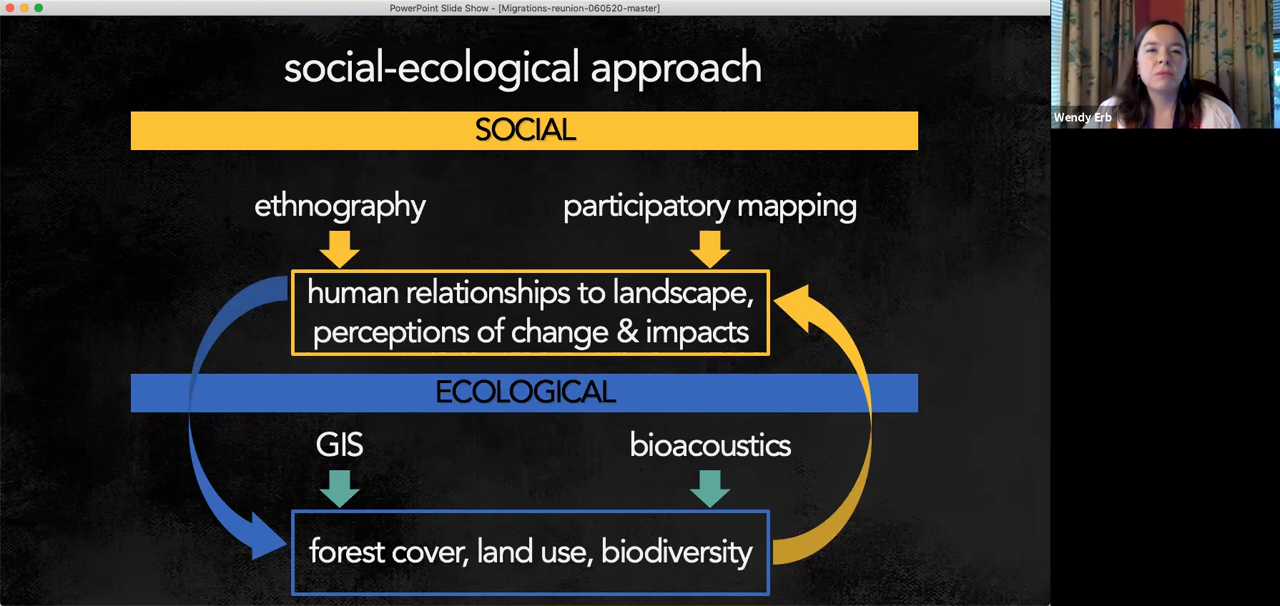 PowerPoint Slide Show - [Migrations-reunion-060520-master]
social-ecological approach
SOCIAL
ethnography
participatory mapping
human relationships to landscape,
perceptions of change & impacts
ECOLOGICAL
GIS
bioacoustics
forest cover, land use, biodiversity
Wendy Erb